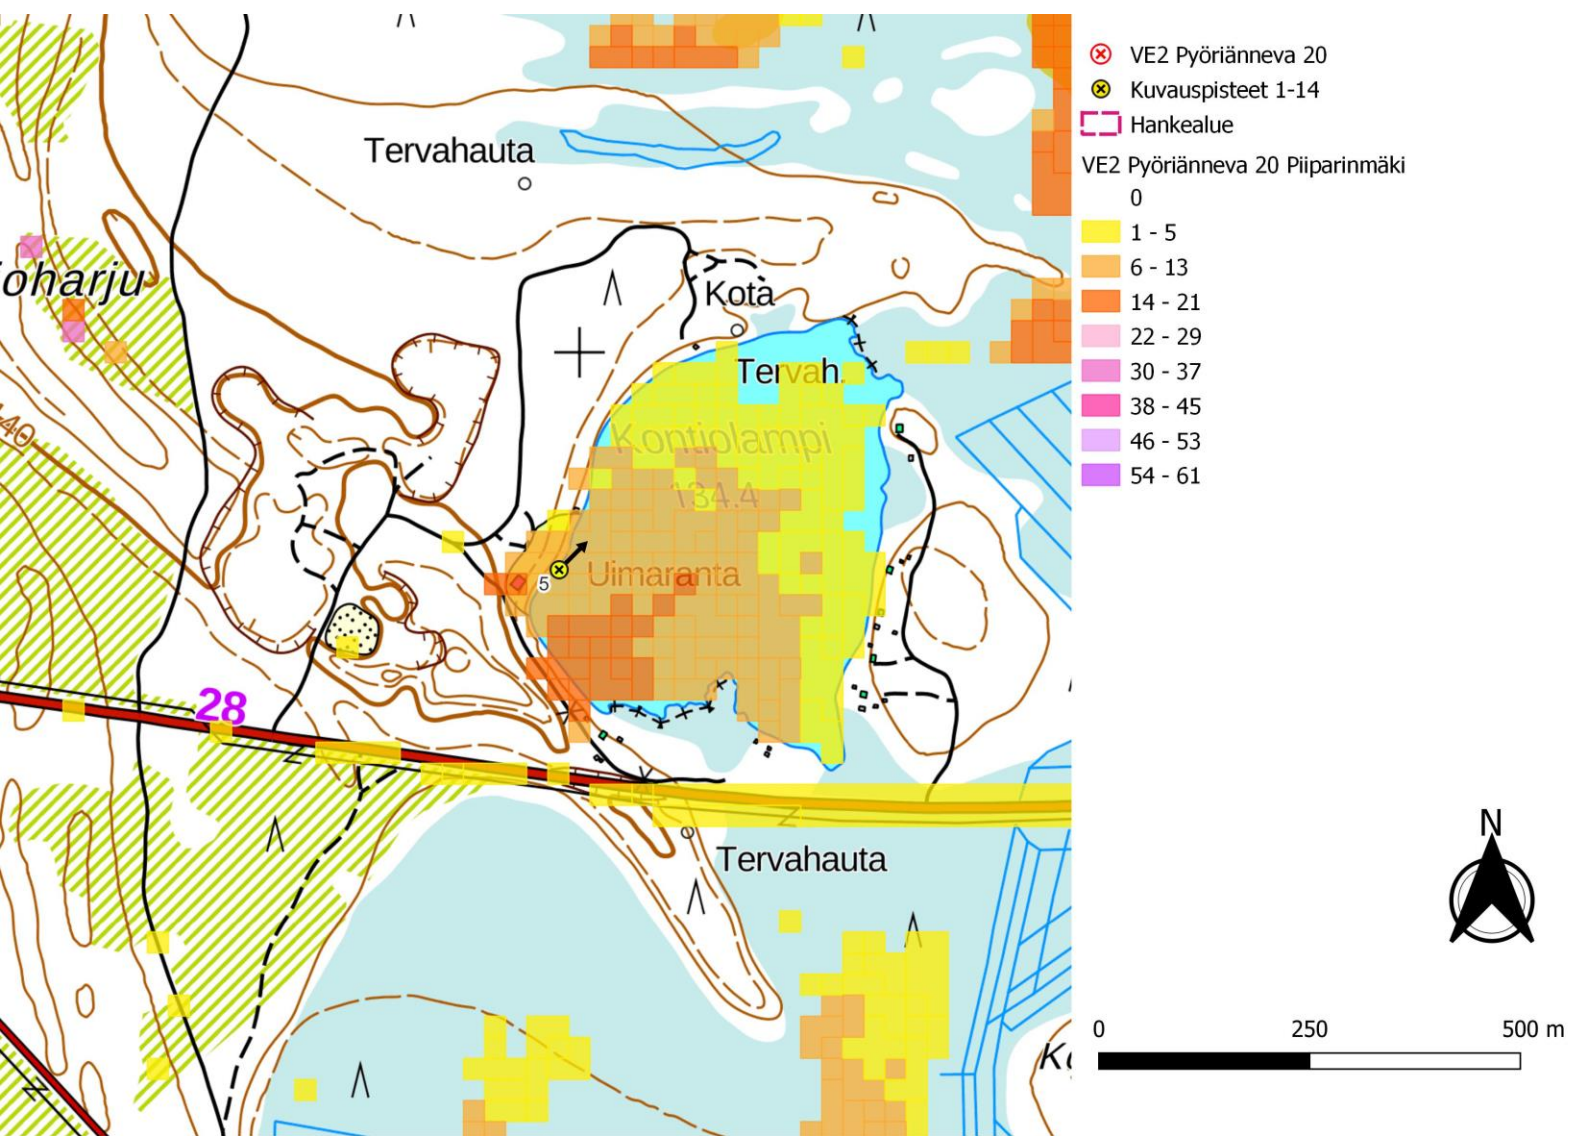 Tervahauta
oharju
Kota
Tervah.
Kontiolampi
134.4
Uimaranta
5
40
28
Tervahauta
VE2 Pyöriänneva 20
Kuvauspisteet 1-14
Hankealue
VE2 Pyöriänneva 20 Piiparinmäki
0
1 - 5
6 - 13
14 - 21
22 - 29
30 - 37
38 - 45
46 - 53
54 - 61
N
0 250 500 m